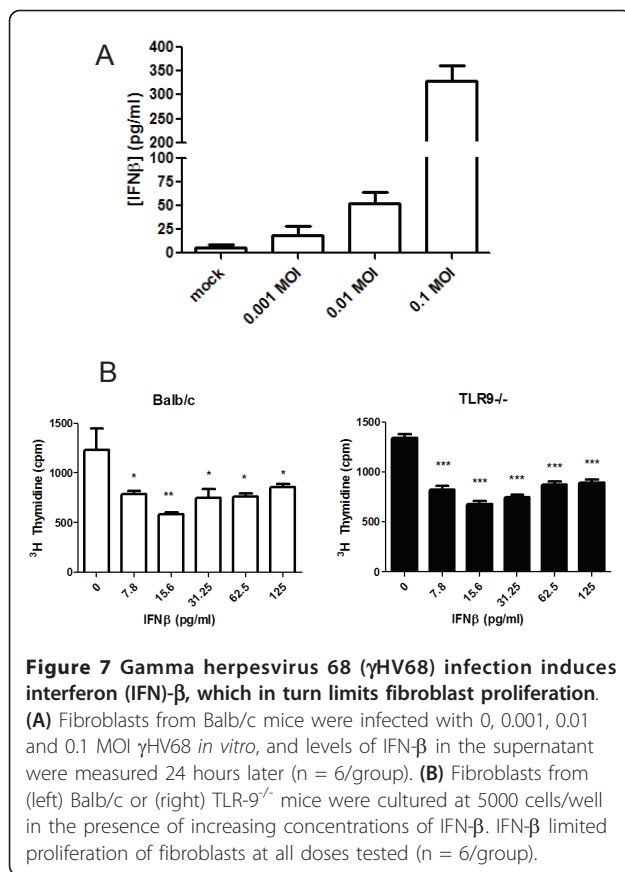 A
400
350
300
250
200
100
75
50
25
0
[IFNβ] (pg/ml)
mock
0.001 MOI
0.01 MOI
0.1 MOI
B
Balb/c
1500
1000
500
0
³H Thymidine (cpm)
* ** * * *
0 7.8 15.6 31.25 62.5 125
IFNβ (pg/ml)
TLR9-/-
1500
1000
500
0
³H Thymidine (cpm)
*** *** *** *** ***
0 7.8 15.6 31.25 62.5 125
IFNβ (pg/ml)
Figure 7 Gamma herpesvirus 68 (γHV68) infection induces
interferon (IFN)-β, which in turn limits fibroblast proliferation.
(A) Fibroblasts from Balb/c mice were infected with 0, 0.001, 0.01
and 0.1 MOI γHV68 in vitro, and levels of IFN-β in the supernatant
were measured 24 hours later (n = 6/group). (B) Fibroblasts from
(left) Balb/c or (right) TLR-9⁻/⁻ mice were cultured at 5000 cells/well
in the presence of increasing concentrations of IFN-β. IFN-β limited
proliferation of fibroblasts at all doses tested (n = 6/group).